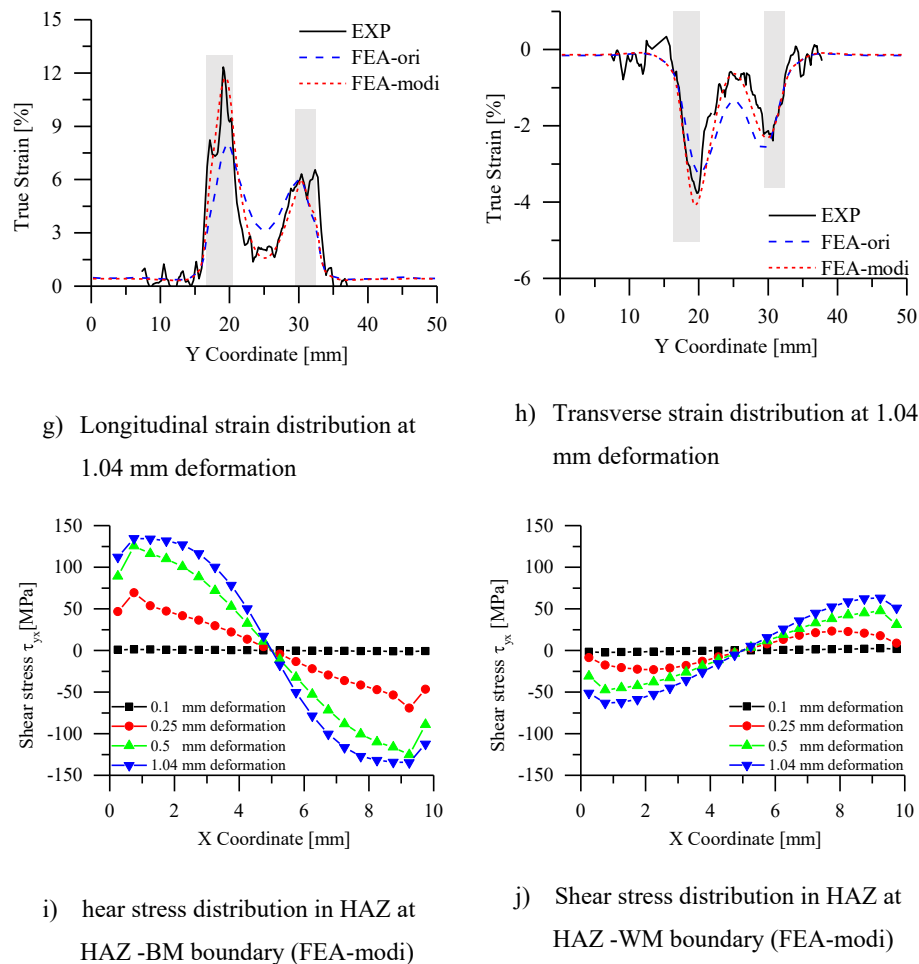 15
12
9
6
3
0
True Strain [%]
EXP
FEA-ori
FEA-modi
0 10 20 30 40 50
Y Coordinate [mm]
g) Longitudinal strain distribution at
1.04 mm deformation
0
-2
-4
-6
True Strain [%]
EXP
FEA-ori
FEA-modi
0 10 20 30 40 50
Y Coordinate [mm]
h) Transverse strain distribution at 1.04
mm deformation
150
100
50
0
-50
-100
-150
Shear stress τyx [MPa]
0.1 mm deformation
0.25 mm deformation
0.5 mm deformation
1.04 mm deformation
0 2 4 6 8 10
X Coordinate [mm]
i) hear stress distribution in HAZ at
HAZ -BM boundary (FEA-modi)
150
100
50
0
-50
-100
-150
Shear stress τyx [MPa]
0.1 mm deformation
0.25 mm deformation
0.5 mm deformation
1.04 mm deformation
0 2 4 6 8 10
X Coordinate [mm]
j) Shear stress distribution in HAZ at
HAZ -WM boundary (FEA-modi)